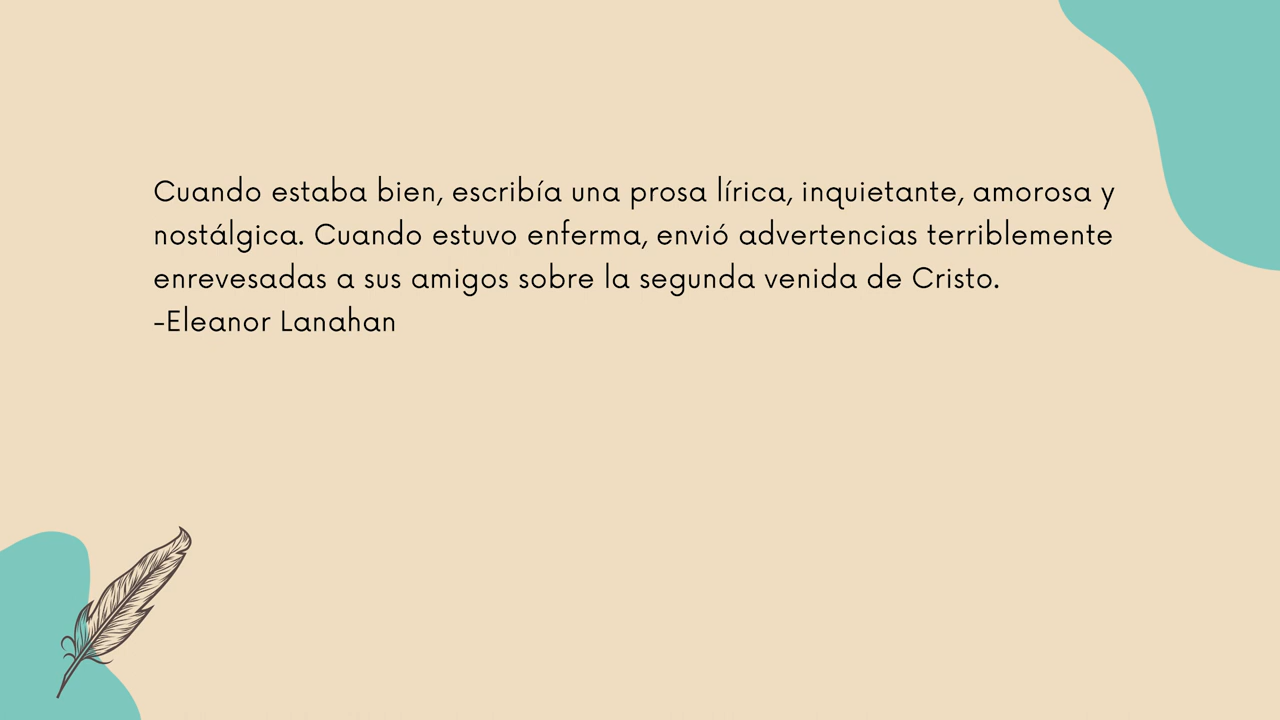 Cuando estaba bien, escribía una prosa lírica, inquietante, amorosa y
nostálgica. Cuando estuvo enferma, envió advertencias terriblemente
enrevesadas a sus amigos sobre la segunda venida de Cristo.
-Eleanor Lanahan